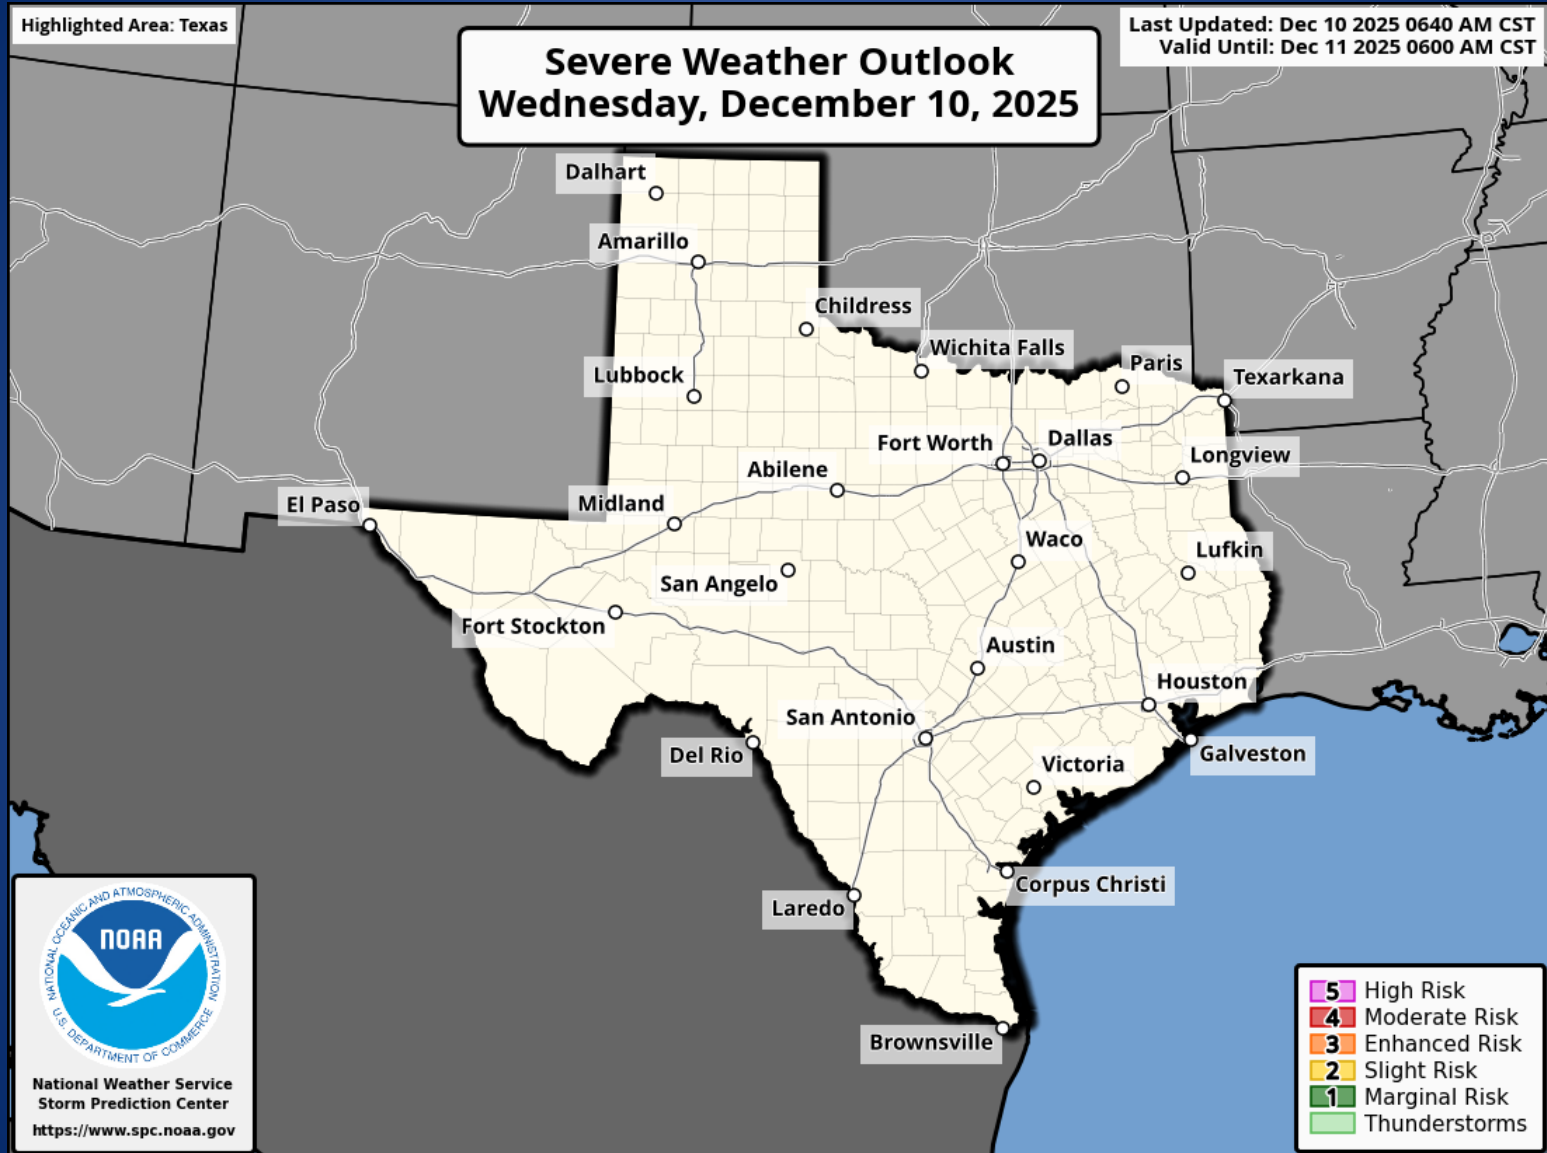 Highlighted Area: Texas
Severe Weather Outlook
Wednesday, December 10, 2025
Last Updated: Dec 10 2025 0640 AM CST
Valid Until: Dec 11 2025 0600 AM CST
Dalhart
Amarillo
Childress
Wichita Falls
Paris
Texarkana
Lubbock
Fort Worth
Dallas
Longview
Abilene
Midland
El Paso
Waco
Lufkin
San Angelo
Fort Stockton
Austin
Houston
San Antonio
Del Rio
Galveston
Victoria
Corpus Christi
Laredo
Brownsville
NATIONAL OCEANIC AND ATMOSPHERIC ADMINISTRATION
NOAA
U.S. DEPARTMENT OF COMMERCE
National Weather Service
Storm Prediction Center
https://www.spc.noaa.gov
5 High Risk
4 Moderate Risk
3 Enhanced Risk
2 Slight Risk
1 Marginal Risk
Thunderstorms